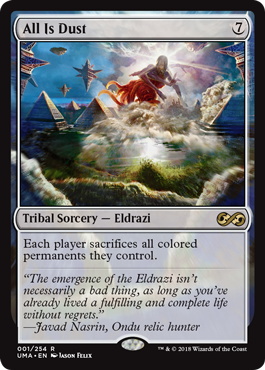 All Is Dust 7
Tribal Sorcery — Eldrazi
Each player sacrifices all colored
permanents they control.
“The emergence of the Eldrazi isn’t
necessarily a bad thing, as long as you’ve
already lived a fulfilling and complete life
without regrets.”
—Javad Nasrin, Ondu relic hunter
001/254 R
UMA • EN Jason Felix ™ & © 2018 Wizards of the Coast